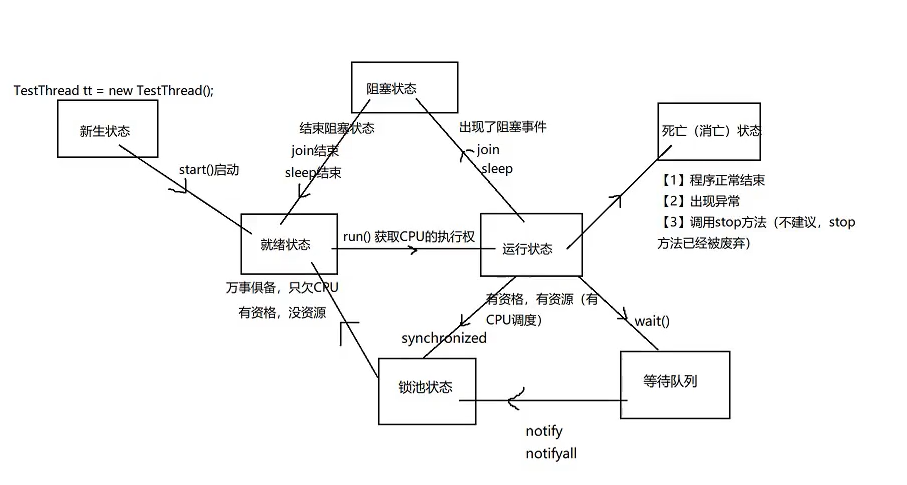 TestThread tt = new TestThread();
新生状态
start()启动
阻塞状态
结束阻塞状态
join结束
sleep结束
出现了阻塞事件
join
sleep
死亡（消亡）状态
【1】程序正常结束
【2】出现异常
【3】调用stop方法（不建议，stop
方法已经被废弃）
就绪状态
run() 获取CPU的执行权
运行状态
万事俱备，只欠CPU
有资格，没资源
有资格，有资源（有
CPU调度）
synchronized
wait()
锁池状态
等待队列
notify
notifyall